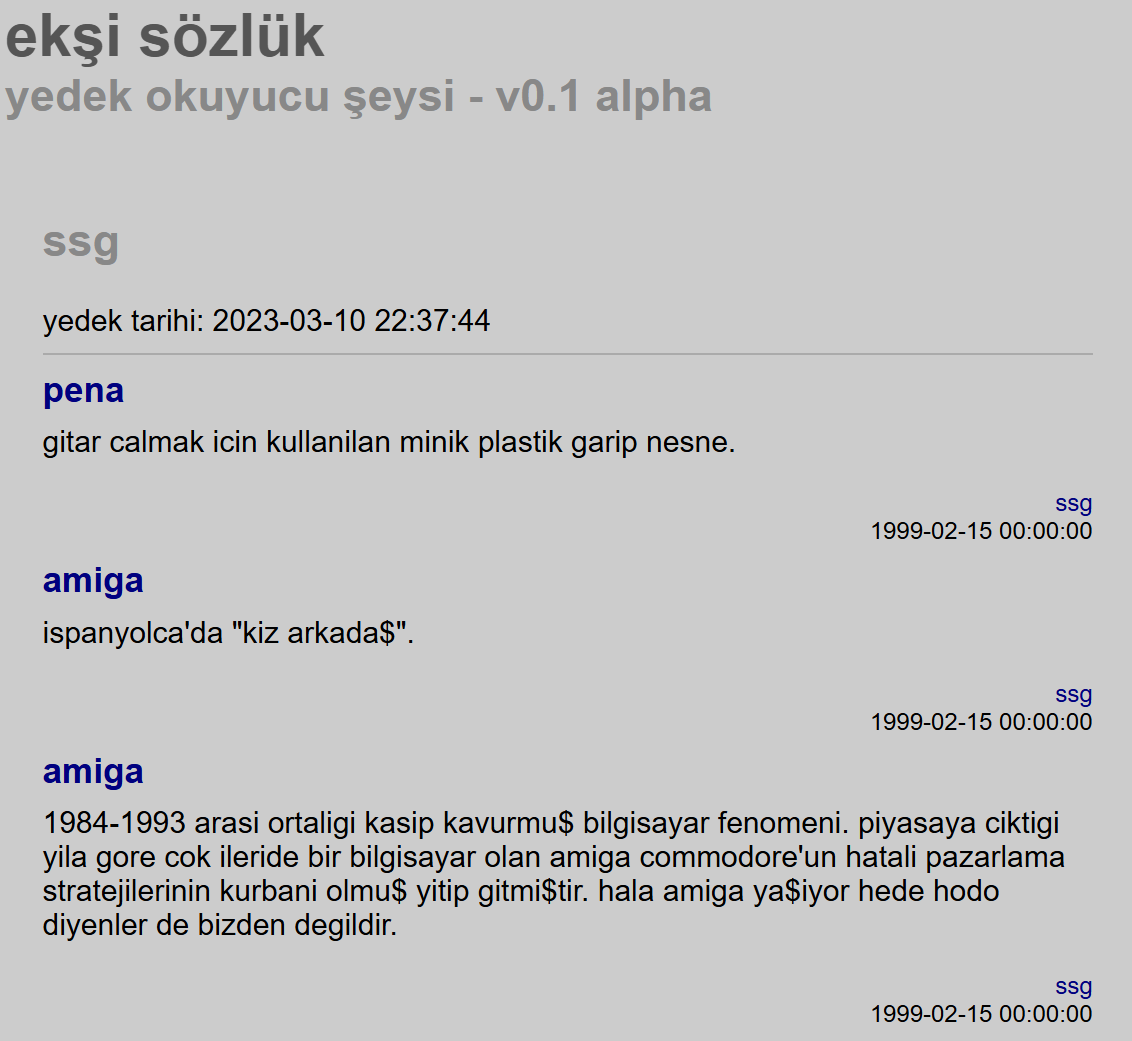 ekşi sözlük
yedek okuyucu şeysi - v0.1 alpha
ssg
yedek tarihi: 2023-03-10 22:37:44
pena
gitar calmak icin kullanilan minik plastik garip nesne.
ssg
1999-02-15 00:00:00
amiga
ispanyolca'da "kiz arkada$".
ssg
1999-02-15 00:00:00
amiga
1984-1993 arasi ortaligi kasip kavurmu$ bilgisayar fenomeni. piyasaya ciktigi
yila gore cok ileride bir bilgisayar olan amiga commodore'un hatali pazarlama
stratejilerinin kurbani olmu$ yitip gitmi$tir. hala amiga ya$iyor hede hodo
diyenler de bizden degildir.
ssg
1999-02-15 00:00:00